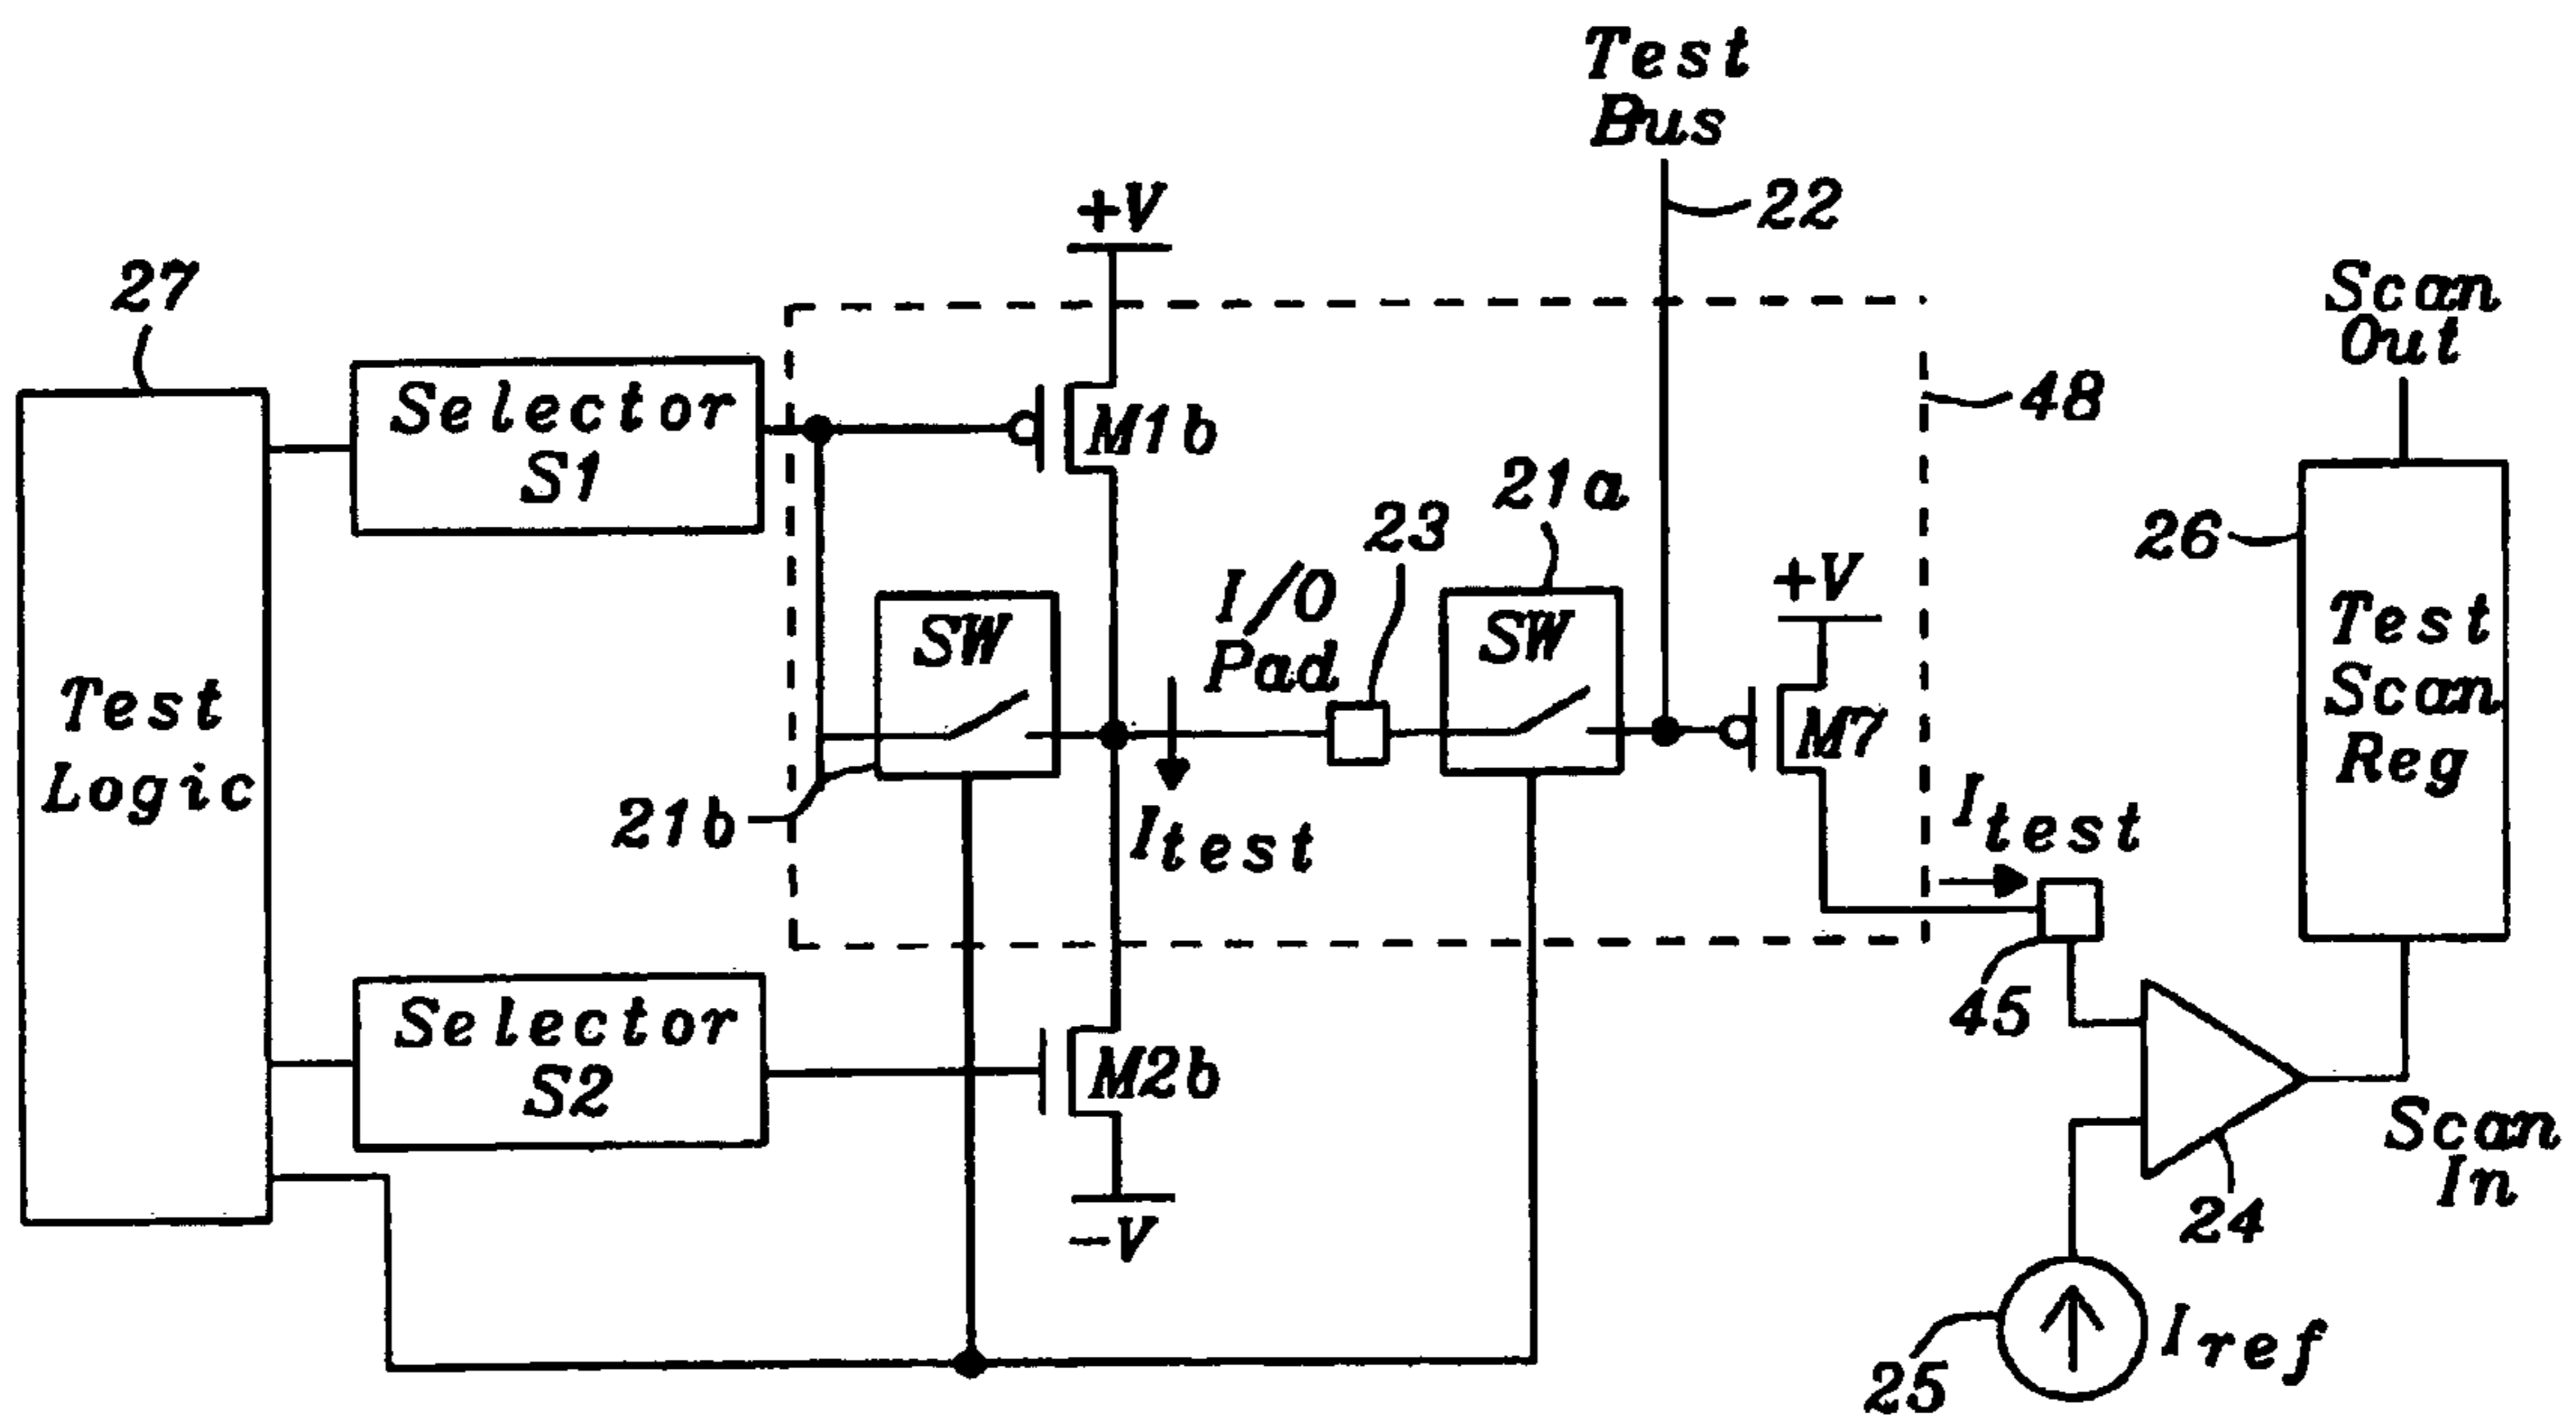 Test
Bus
22
+V
27
Scan
Out
Selector
S1
M1b
48
21a
23
26
I/O
Pad
SW
SW
+V
Test
Scan
Reg
M7
Test
Logic
21b
Itest
Itest
45
Selector
S2
M2b
Scan
In
24
-V
25
Iref